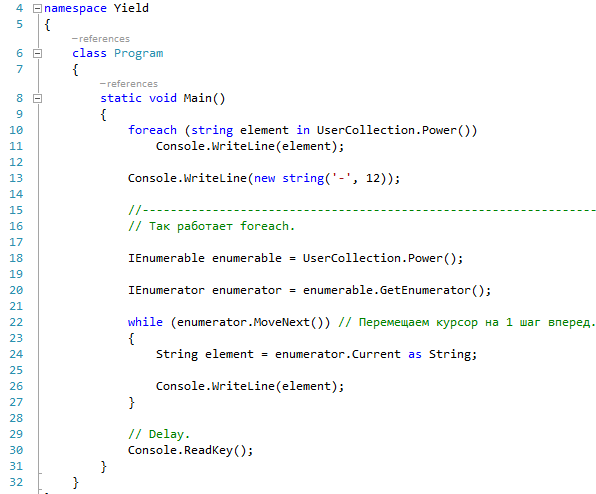 4 namespace Yield
5 {
–references
6 class Program
7 {
–references
8 static void Main()
9 {
10 foreach (string element in UserCollection.Power())
11 Console.WriteLine(element);
12
13 Console.WriteLine(new string('-', 12));
14
15 //-----------------------------------------------------------------
16 // Так работает foreach.
17
18 IEnumerable enumerable = UserCollection.Power();
19
20 IEnumerator enumerator = enumerable.GetEnumerator();
21
22 while (enumerator.MoveNext()) // Перемещаем курсор на 1 шаг вперед.
23 {
24 String element = enumerator.Current as String;
25
26 Console.WriteLine(element);
27 }
28
29 // Delay.
30 Console.ReadKey();
31 }
32 }